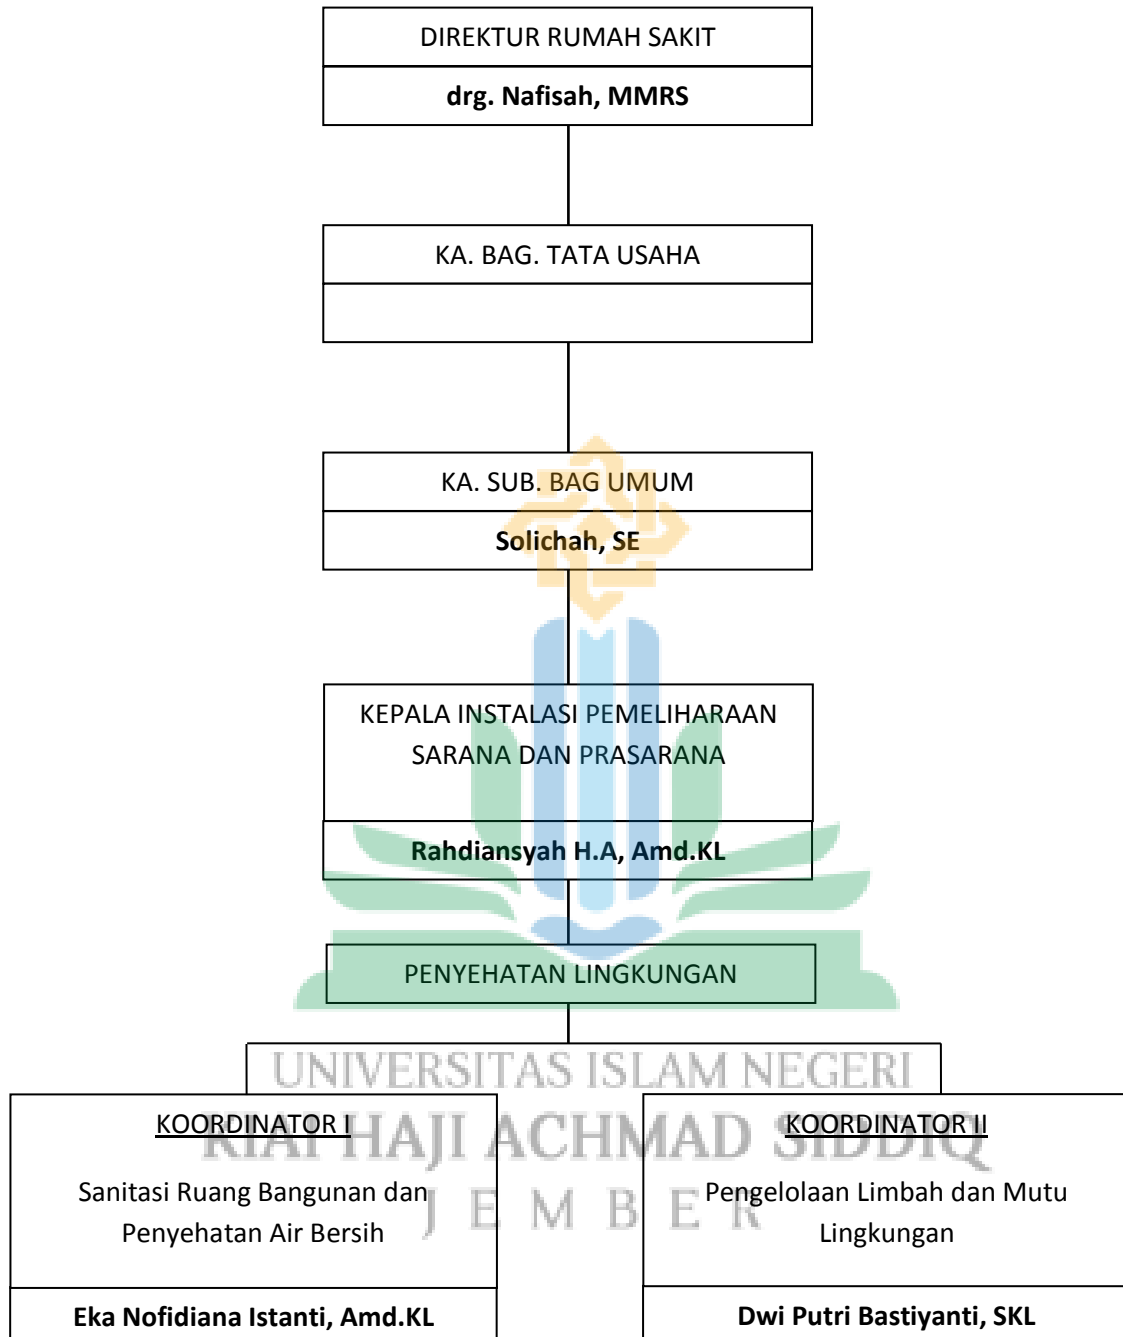 DIREKTUR RUMAH SAKIT
drg. Nafisah, MMRS
KA. BAG. TATA USAHA
KA. SUB. BAG UMUM
Solichah, SE
KEPALA INSTALASI PEMELIHARAAN
SARANA DAN PRASARANA
Rahdiansyah H.A, Amd.KL
PENYEHATAN LINGKUNGAN
UNIVERSITAS ISLAM NEGERI
KIAI HAJI ACHMAD SIDDIQ
JEMBER
KOORDINATOR I
Sanitasi Ruang Bangunan dan
Penyehatan Air Bersih
Eka Nofidiana Istanti, Amd.KL
KOORDINATOR II
Pengelolaan Limbah dan Mutu
Lingkungan
Dwi Putri Bastiyanti, SKL